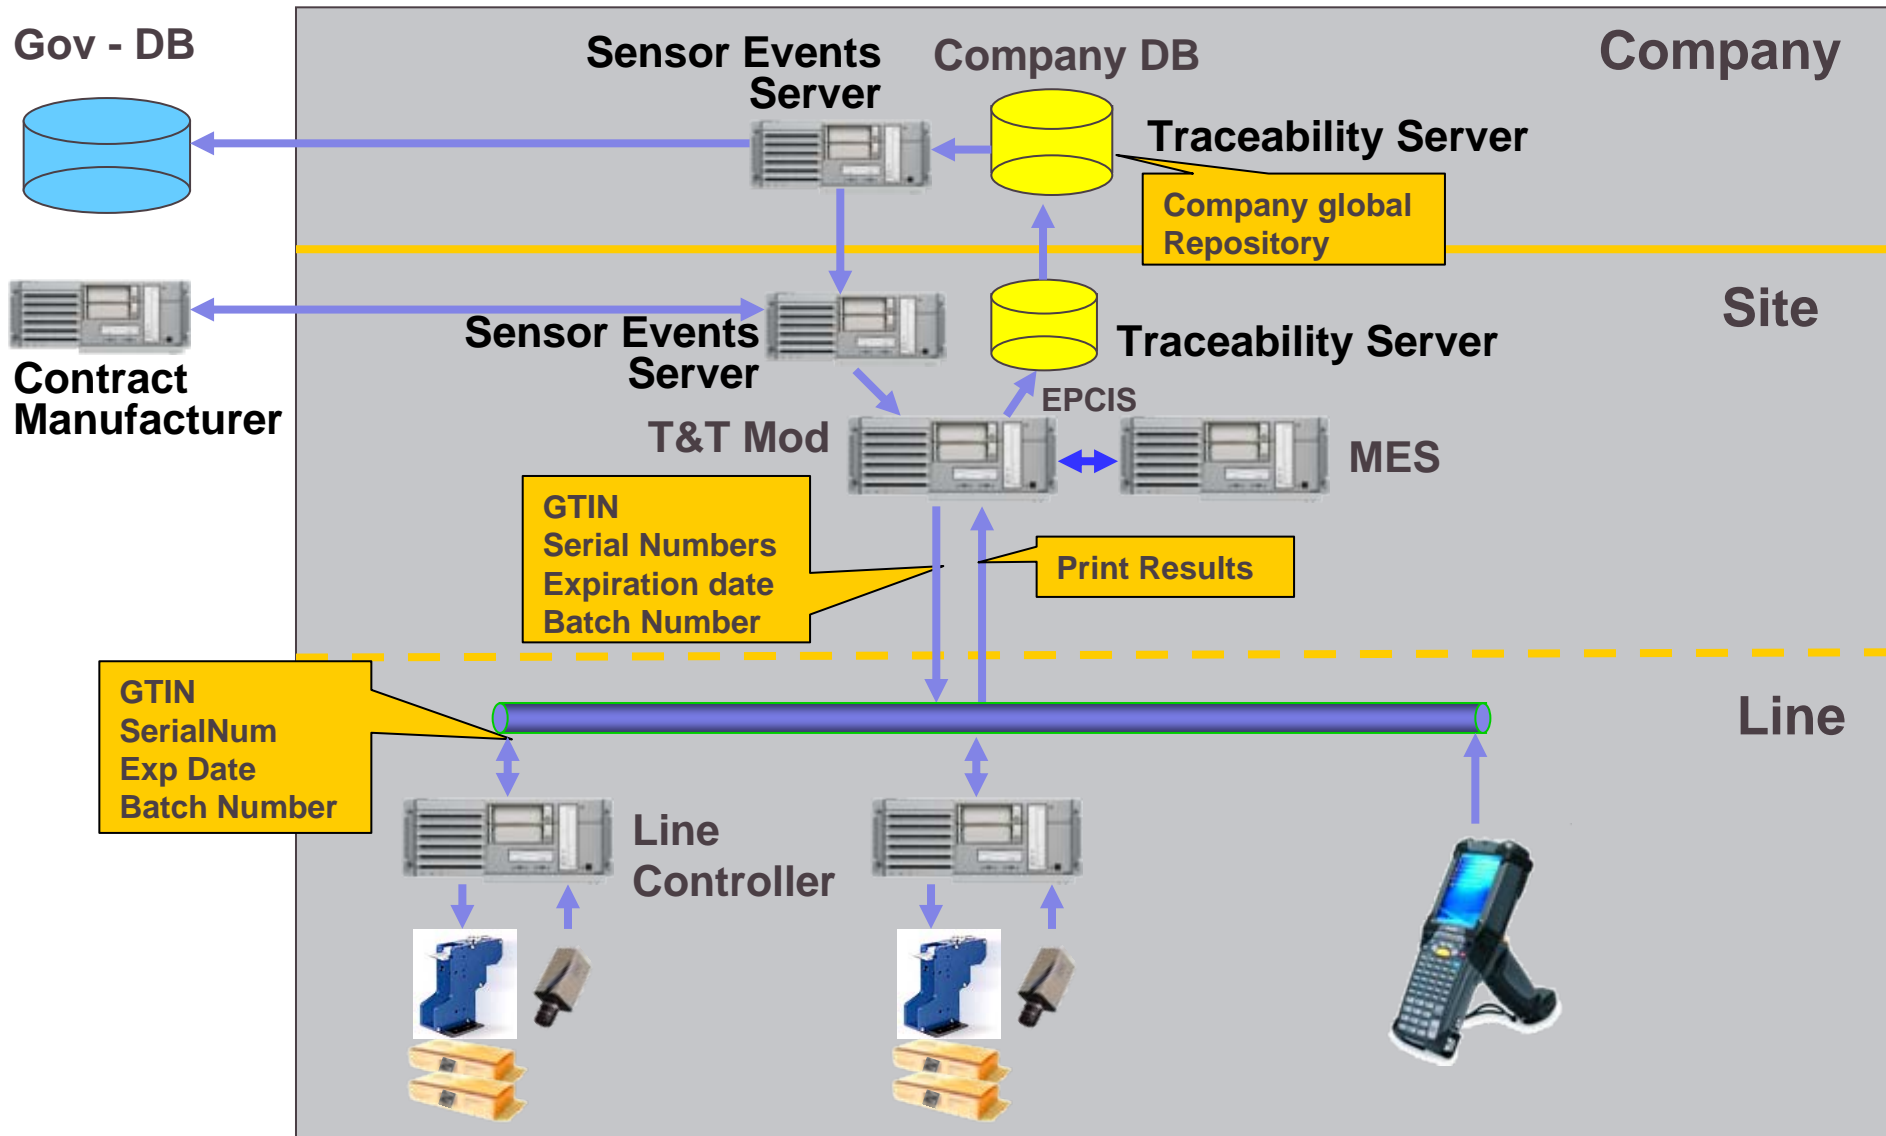 Gov - DB
Sensor Events
Server
Company DB
Company
Traceability Server
Company global
Repository
Site
Contract
Manufacturer
Sensor Events
Server
Traceability Server
EPCIS
T&T Mod
MES
GTIN
Serial Numbers
Expiration date
Batch Number
Print Results
GTIN
SerialNum
Exp Date
Batch Number
Line
Line
Controller